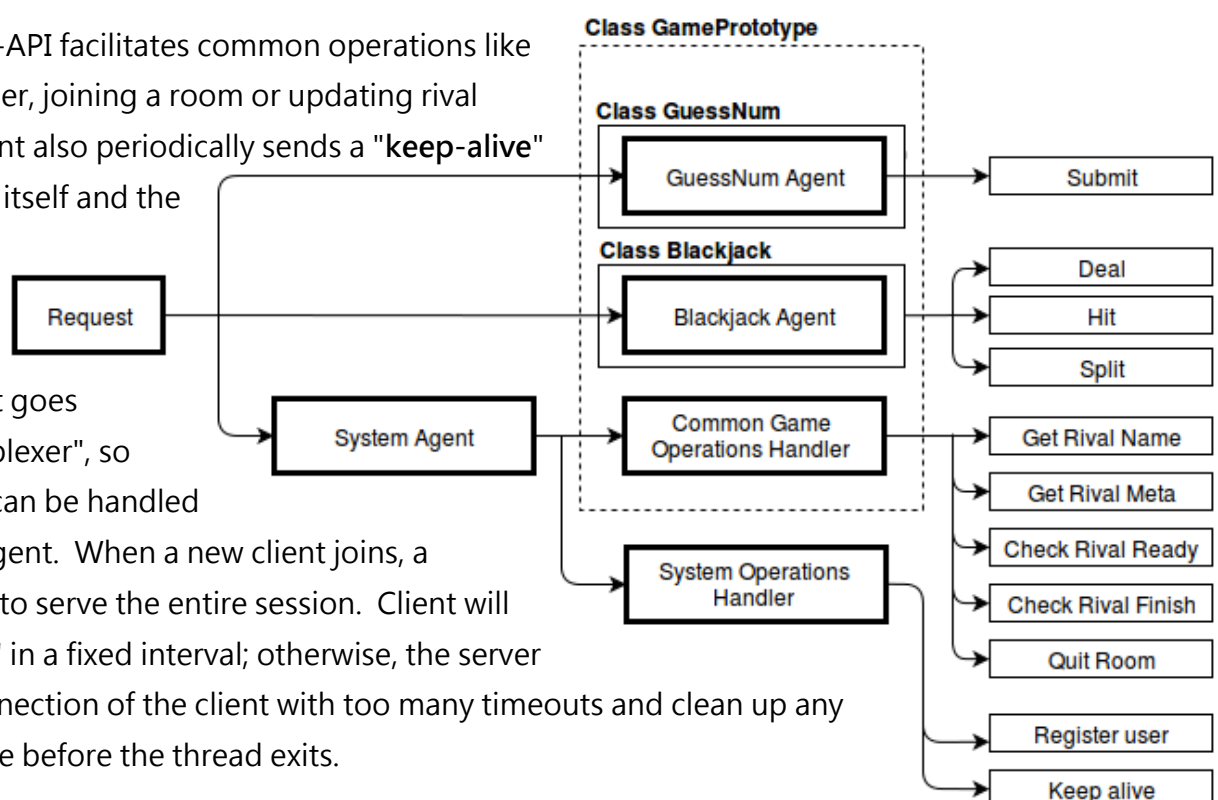 -API facilitates common operations like
er, joining a room or updating rival
nt also periodically sends a "keep-alive"
itself and the
t goes
plexer", so
can be handled
gent. When a new client joins, a
to serve the entire session. Client will
" in a fixed interval; otherwise, the server
nection of the client with too many timeouts and clean up any
e before the thread exits.
Class GamePrototype
Class GuessNum
GuessNum Agent
Submit
Class Blackjack
Request
Blackjack Agent
Deal
Hit
Split
System Agent
Common Game
Operations Handler
Get Rival Name
Get Rival Meta
Check Rival Ready
Check Rival Finish
Quit Room
System Operations
Handler
Register user
Keep alive